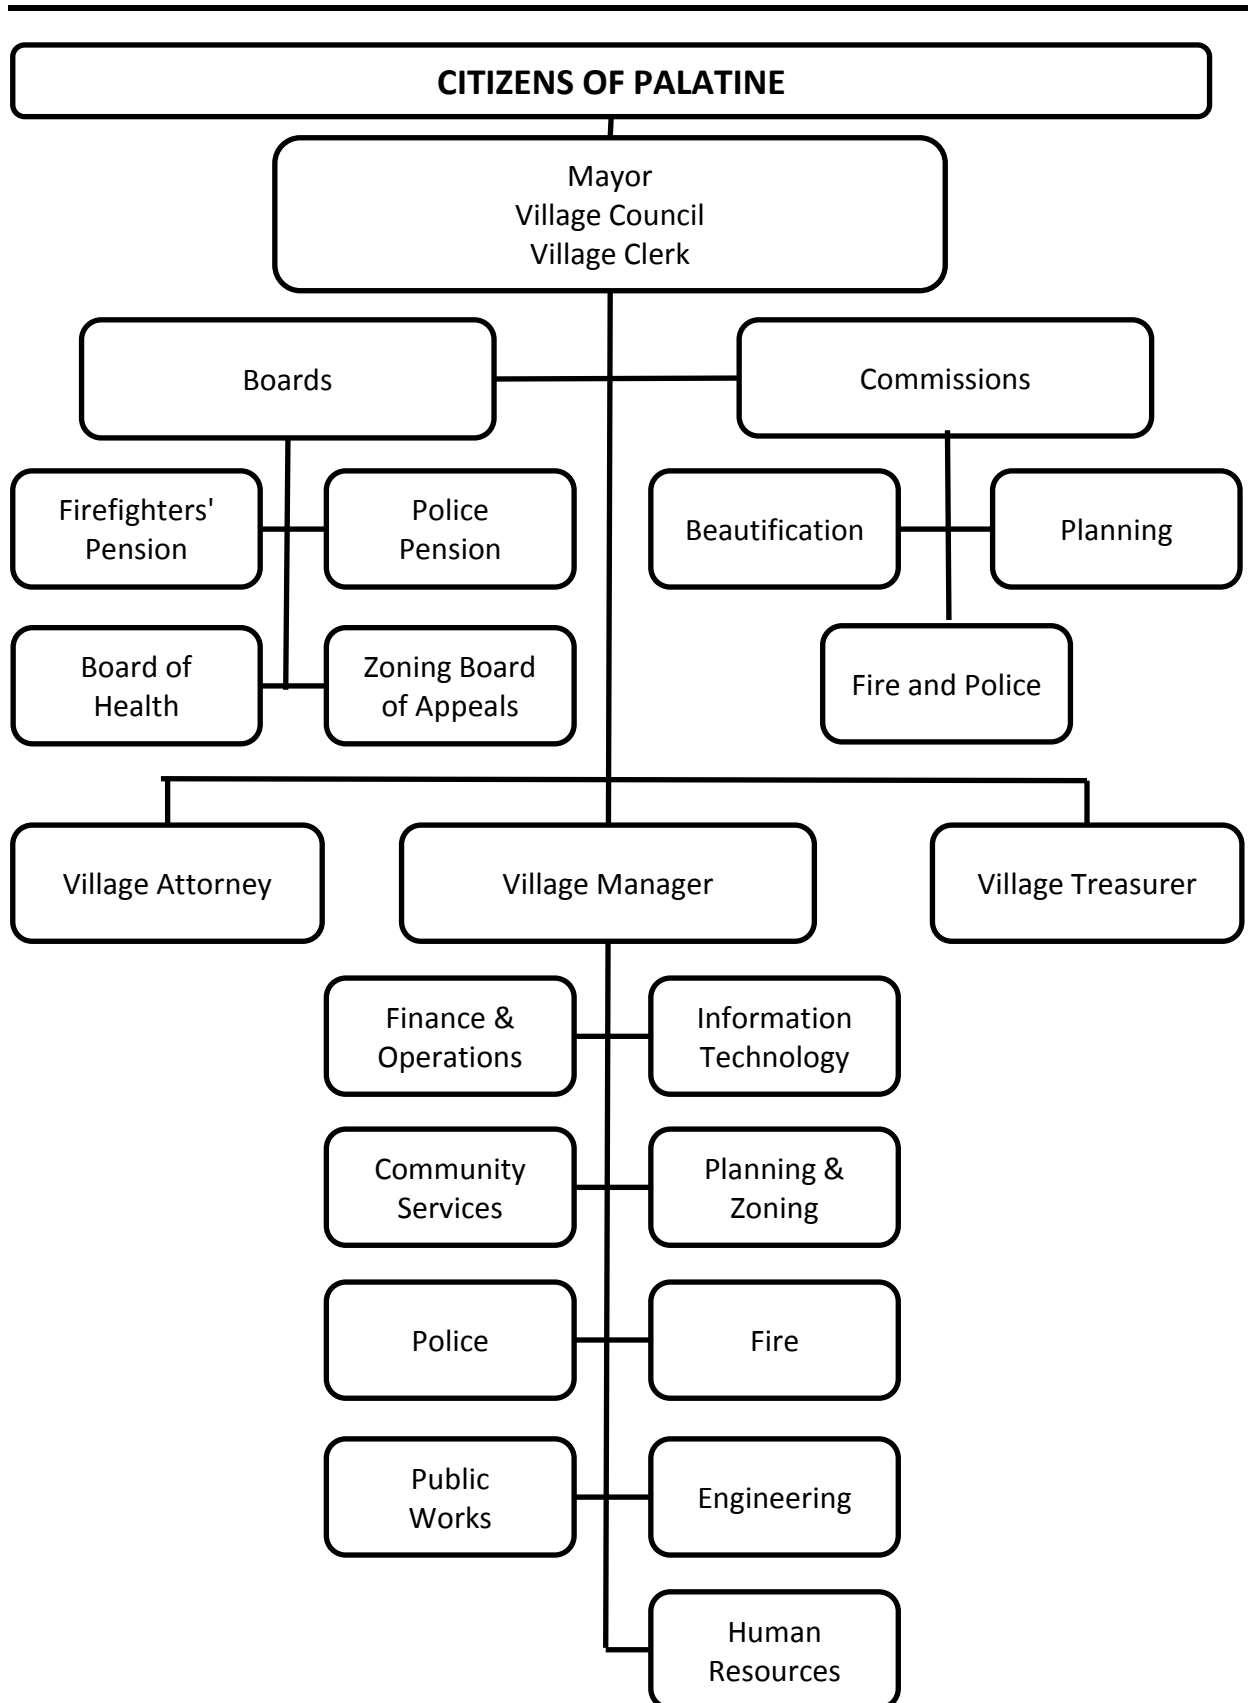 CITIZENS OF PALATINE
Mayor
Village Council
Village Clerk
Boards
Commissions
Firefighters'
Pension
Police
Pension
Beautification
Planning
Board of
Health
Zoning Board
of Appeals
Fire and Police
Village Attorney
Village Manager
Village Treasurer
Finance &
Operations
Information
Technology
Community
Services
Planning &
Zoning
Police
Fire
Public
Works
Engineering
Human
Resources